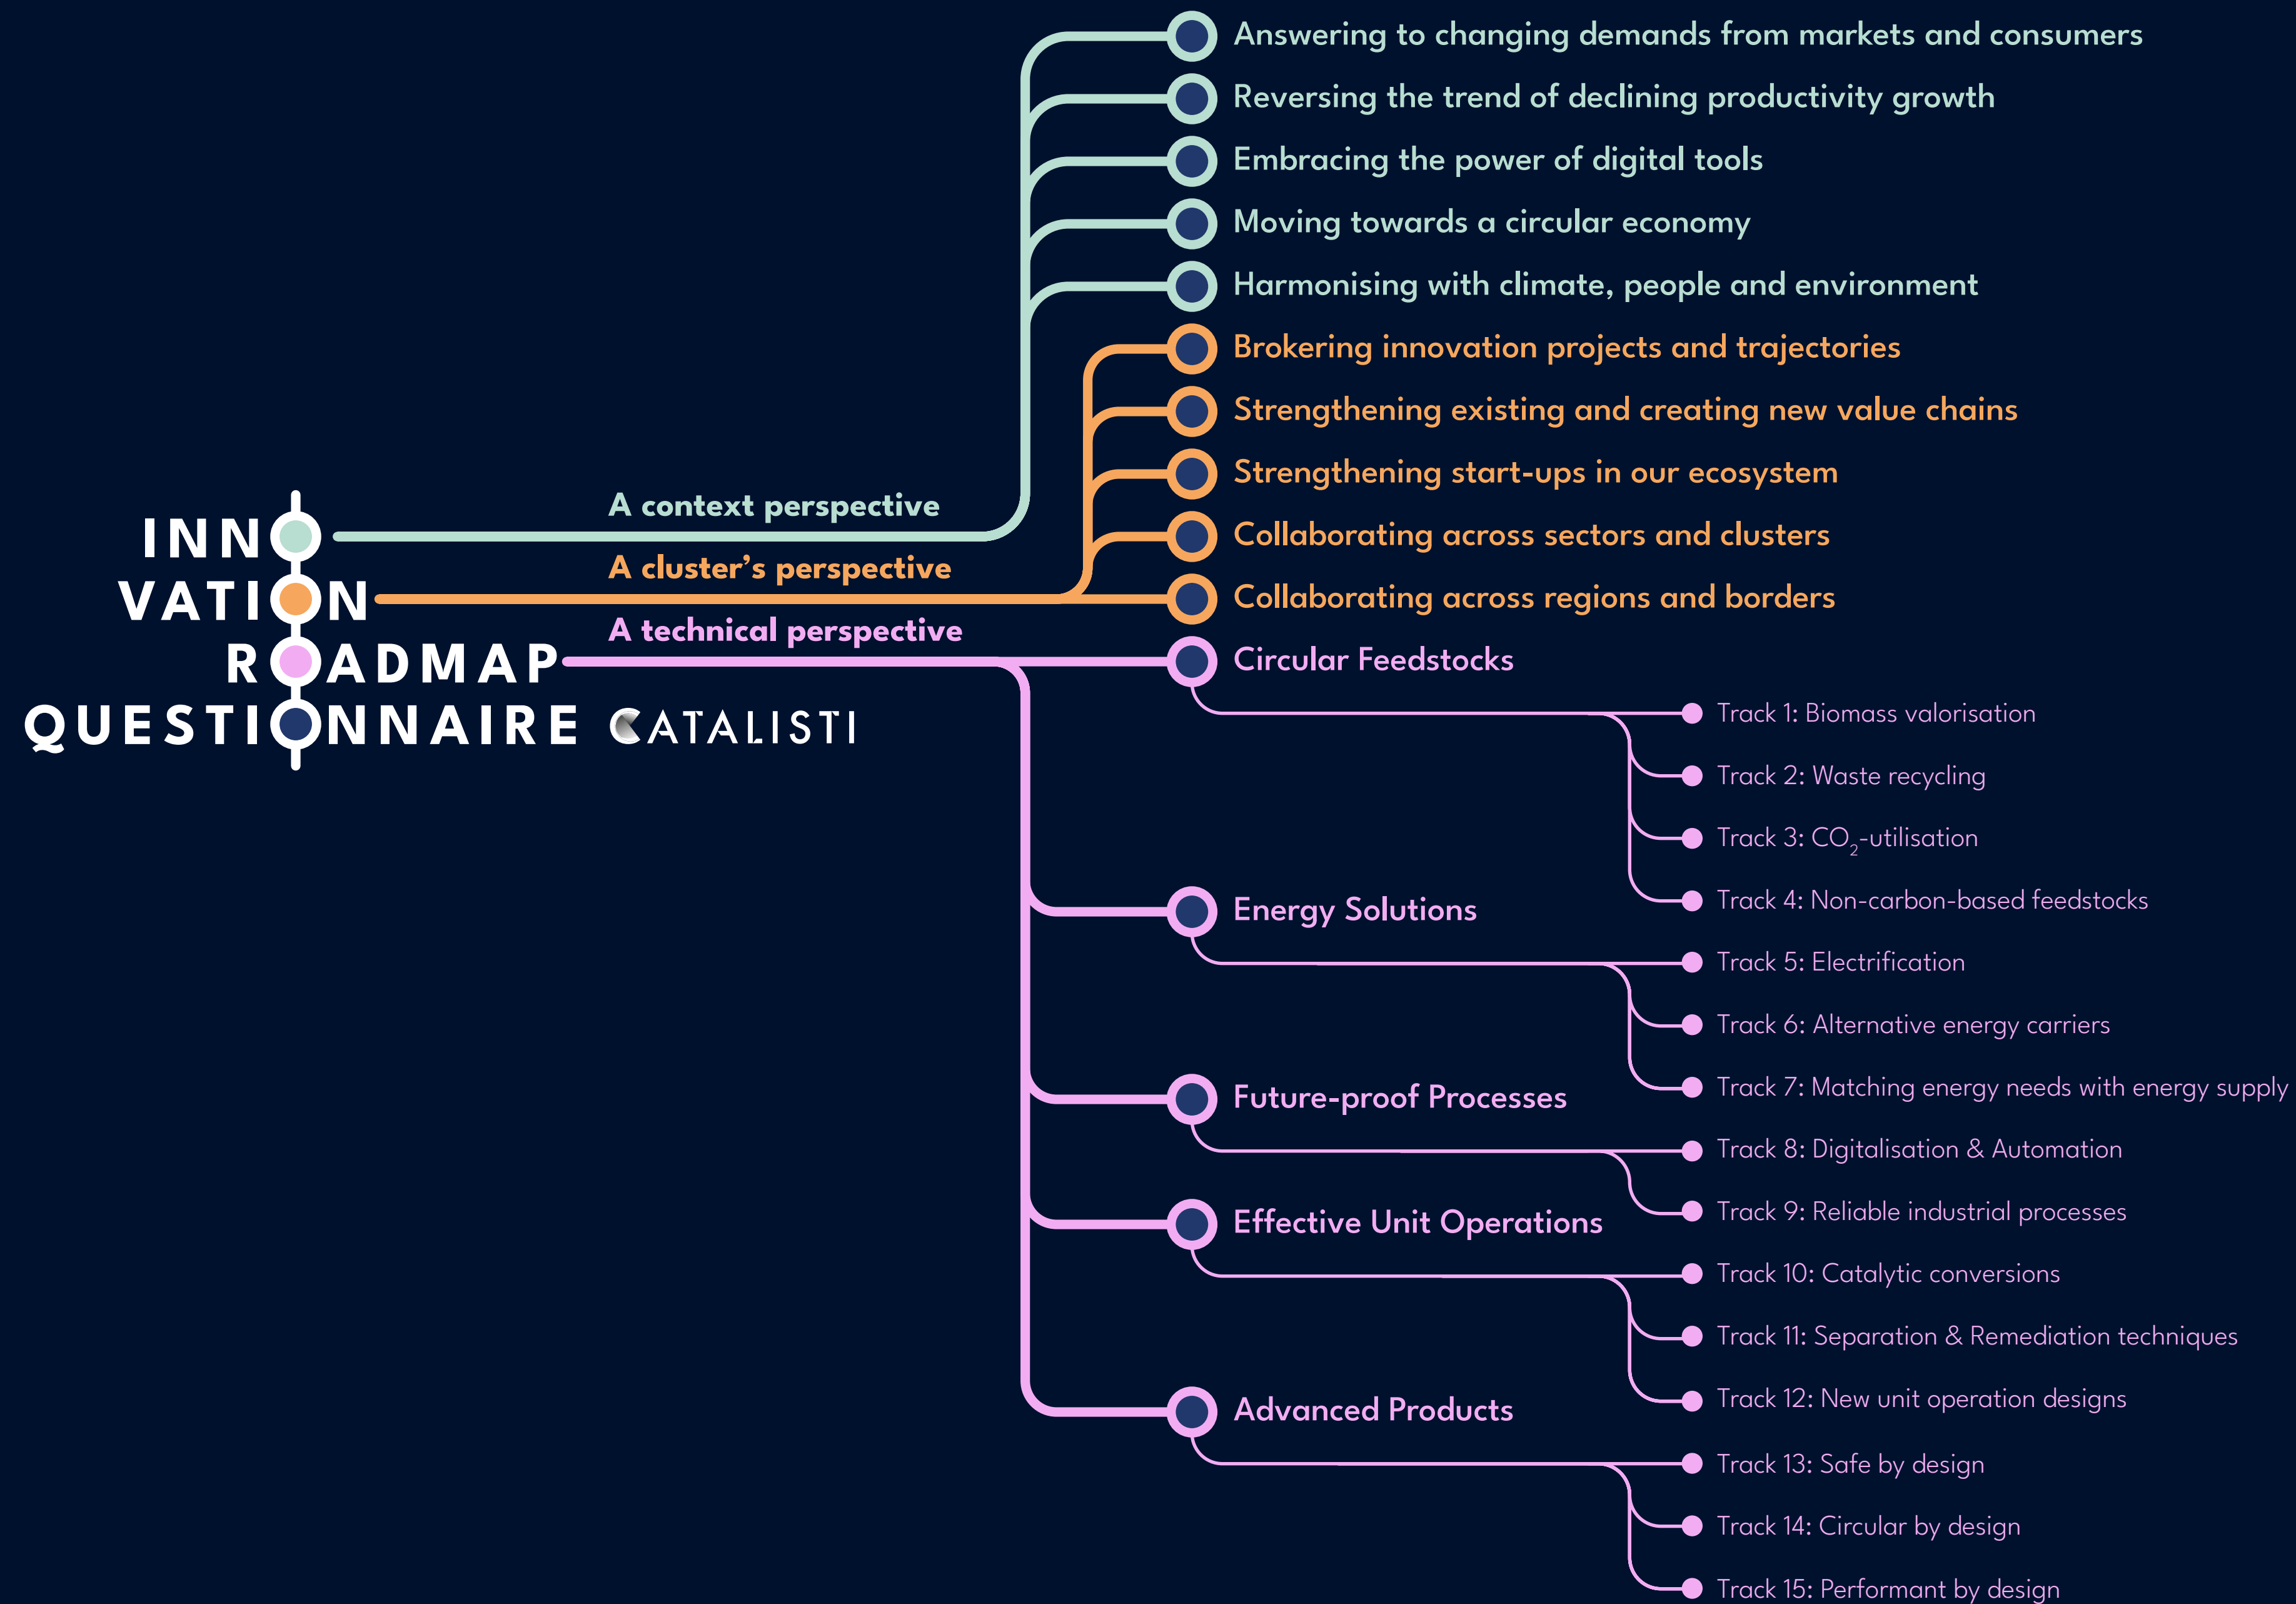 Answering to changing demands from markets and consumers
Reversing the trend of declining productivity growth
Embracing the power of digital tools
Moving towards a circular economy
Harmonising with climate, people and environment
Brokering innovation projects and trajectories
Strengthening existing and creating new value chains
Strengthening start-ups in our ecosystem
Collaborating across sectors and clusters
Collaborating across regions and borders
A context perspective
A cluster’s perspective
A technical perspective
INNO
VATION
ROADMAP
QUESTIONNAIRE CATALISTI
Circular Feedstocks
Track 1: Biomass valorisation
Track 2: Waste recycling
Track 3: CO₂-utilisation
Track 4: Non-carbon-based feedstocks
Energy Solutions
Track 5: Electrification
Track 6: Alternative energy carriers
Track 7: Matching energy needs with energy supply
Future-proof Processes
Track 8: Digitalisation & Automation
Track 9: Reliable industrial processes
Effective Unit Operations
Track 10: Catalytic conversions
Track 11: Separation & Remediation techniques
Track 12: New unit operation designs
Advanced Products
Track 13: Safe by design
Track 14: Circular by design
Track 15: Performant by design